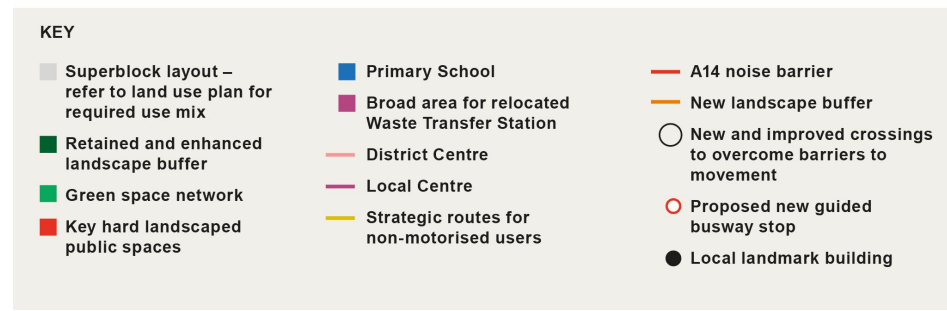 KEY
Superblock layout –
refer to land use plan for
required use mix
Retained and enhanced
landscape buffer
Green space network
Key hard landscaped
public spaces
Primary School
Broad area for relocated
Waste Transfer Station
District Centre
Local Centre
Strategic routes for
non-motorised users
A14 noise barrier
New landscape buffer
New and improved crossings
to overcome barriers to
movement
Proposed new guided
busway stop
Local landmark building